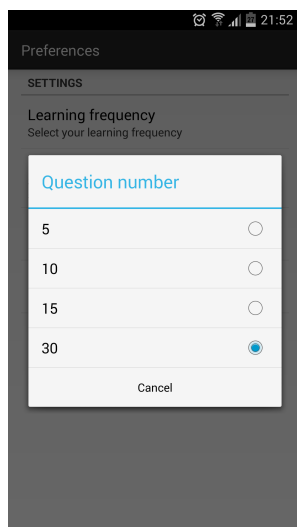 21:52
Preferences
SETTINGS
Learning frequency
Select your learning frequency
Question number
5
10
15
30
Cancel